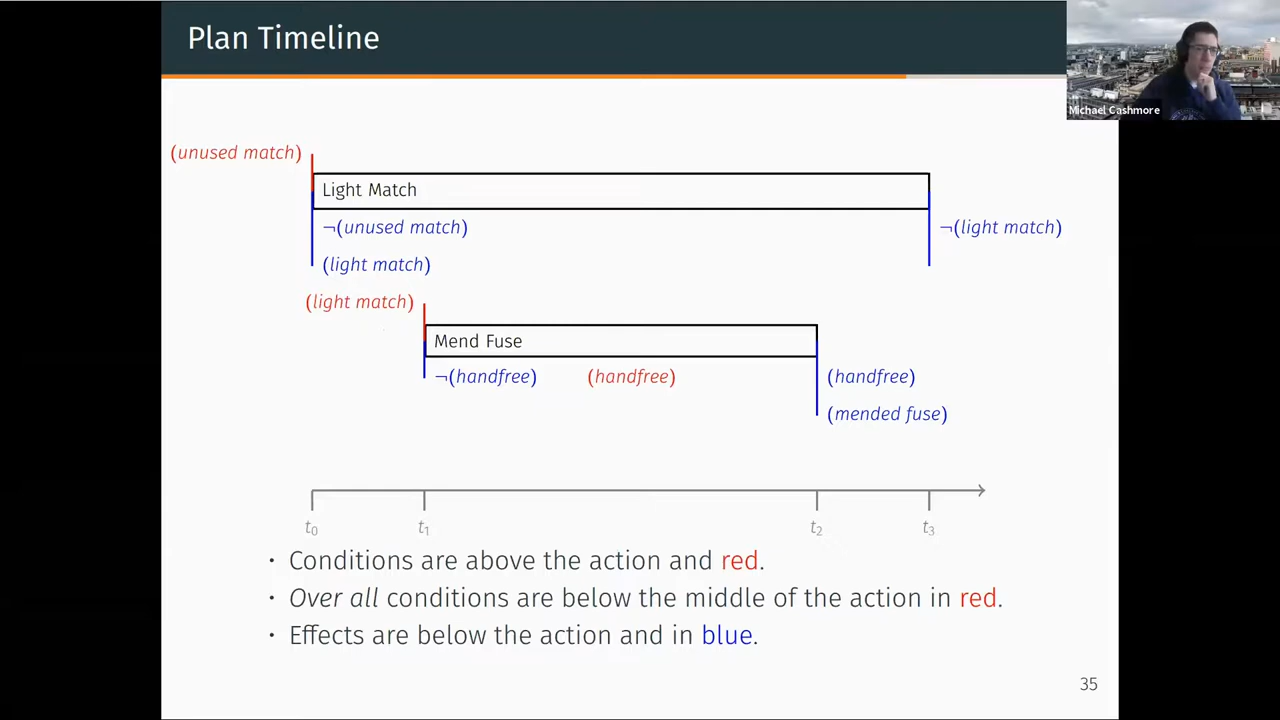 Plan Timeline
Michael Cashmore
(unused match)
Light Match
¬(unused match)
¬(light match)
(light match)
(light match)
Mend Fuse
¬(handfree)
(handfree)
(handfree)
(mended fuse)
t₀
t₁
t₂
t₃
· Conditions are above the action and red.
· Over all conditions are below the middle of the action in red.
· Effects are below the action and in blue.
35